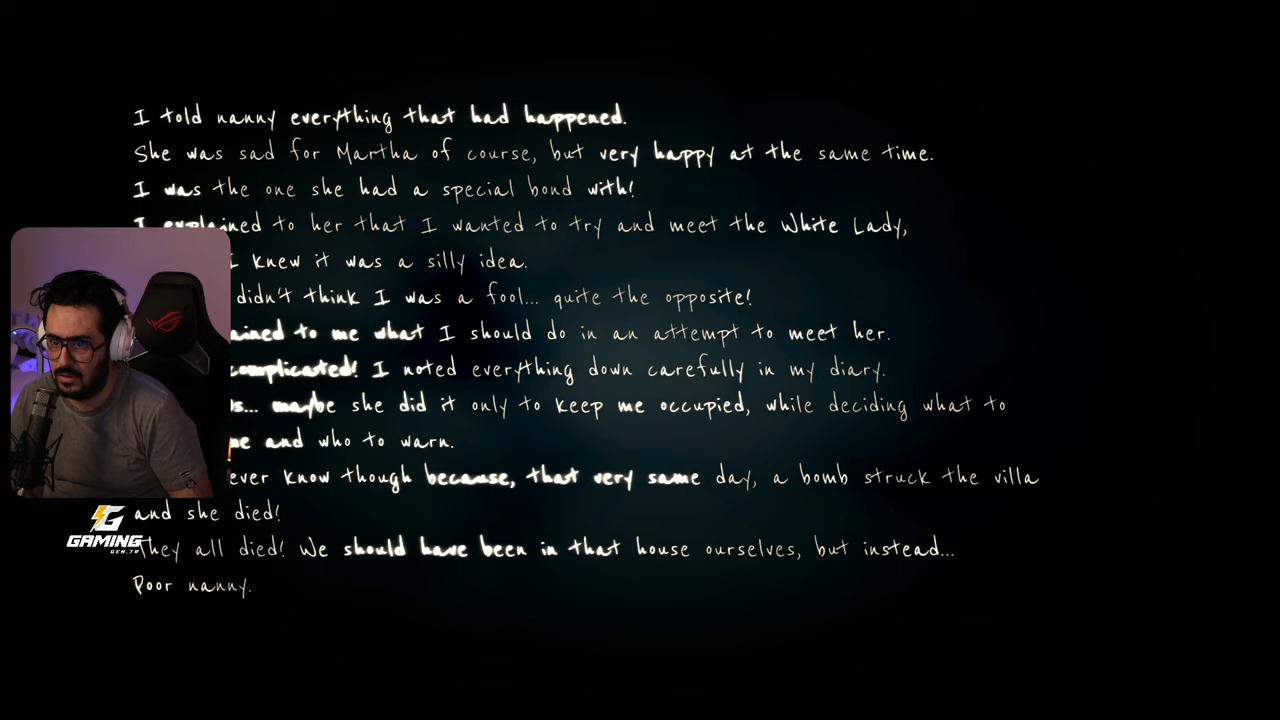 I told nanny everything that had happened.
She was sad for Martha of course, but very happy at the same time.
I was the one she had a special bond with!
I explained to her that I wanted to try and meet the White Lady,
I knew it was a silly idea.
didn't think I was a fool... quite the opposite!
to me what I should do in an attempt to meet her.
complicated! I noted everything down carefully in my diary.
maybe she did it only to keep me occupied, while deciding what to
and who to warn.
know though because, that very same day, a bomb struck the villa
and she died!
They all died! We should have been in that house ourselves, but instead...
Poor nanny.
G
GAMING
GEN.TR